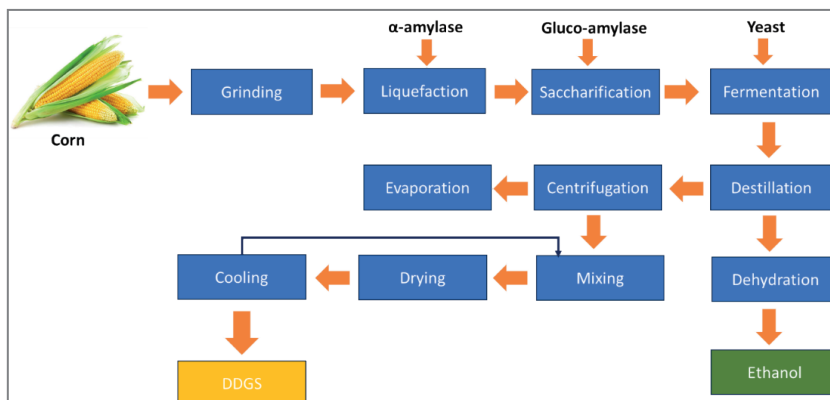 α-amylase
Gluco-amylase
Yeast
Grinding
Liquefaction
Saccharification
Fermentation
Corn
Evaporation
Centrifugation
Destillation
Cooling
Drying
Mixing
Dehydration
DDGS
Ethanol